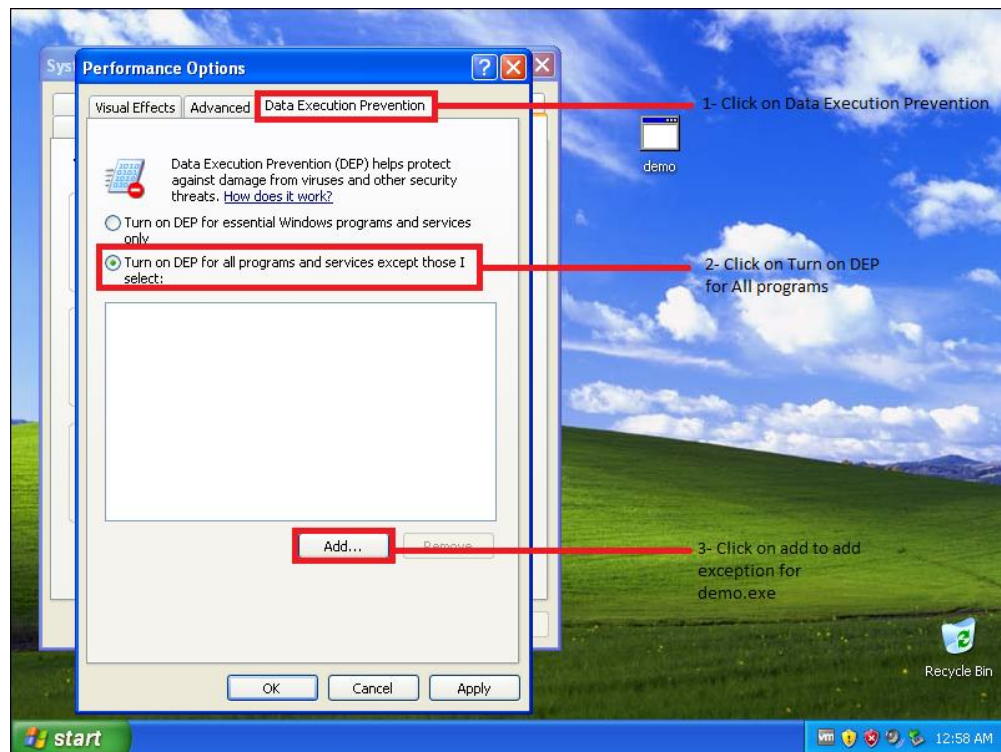 Syst
Performance Options
Visual Effects
Advanced
Data Execution Prevention
1- Click on Data Execution Prevention
demo
Data Execution Prevention (DEP) helps protect
against damage from viruses and other security
threats. How does it work?
Turn on DEP for essential Windows programs and services
only
Turn on DEP for all programs and services except those I
select:
2- Click on Turn on DEP
for All programs
Add...
Remove
3- Click on add to add
exception for
demo.exe
Recycle Bin
OK
Cancel
Apply
start
vm
12:58 AM